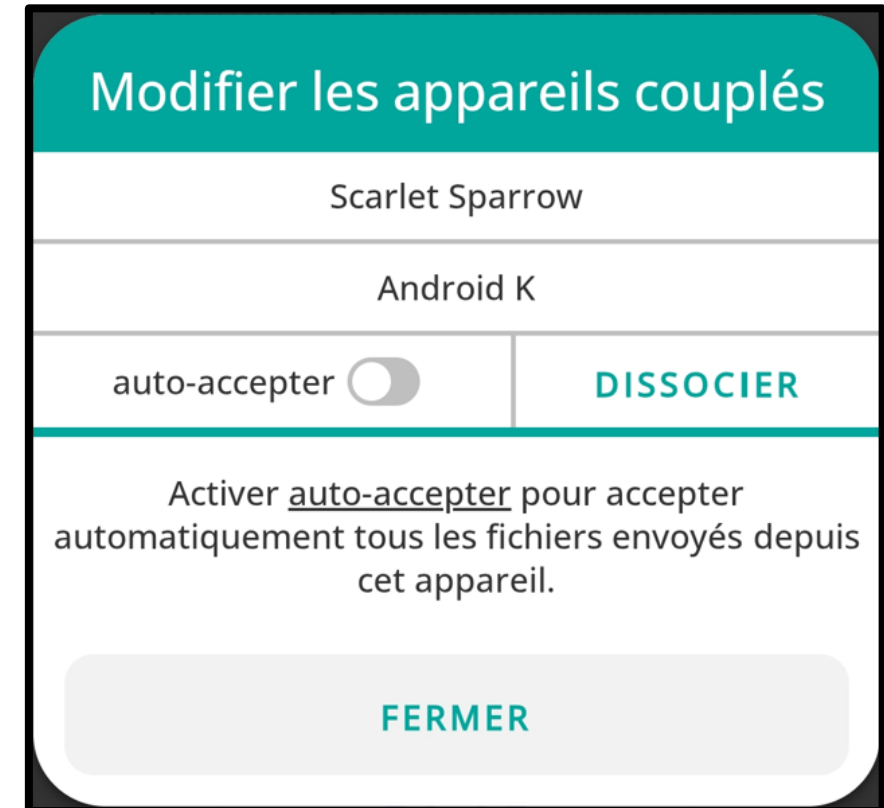 Modifier les appareils couplés
Scarlet Sparrow
Android K
auto-accepter
DISSOCIER
Activer auto-accepter pour accepter
automatiquement tous les fichiers envoyés depuis
cet appareil.
FERMER